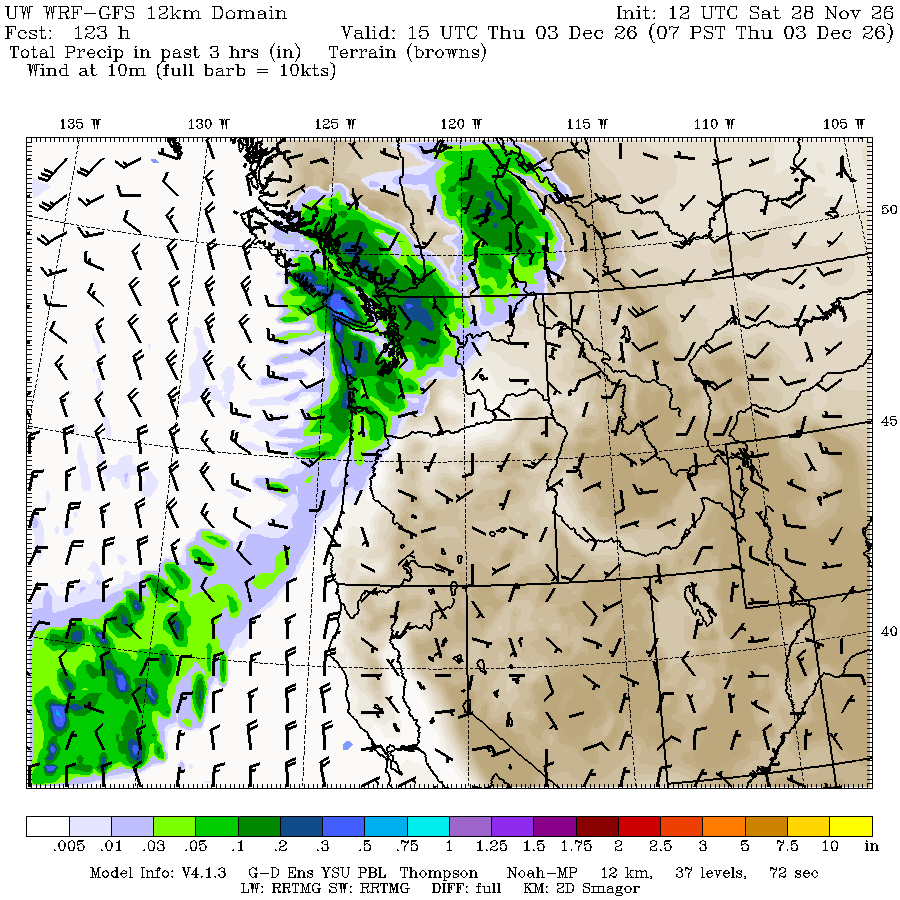 UW WRF-GFS 12km Domain Init: 12 UTC Sat 28 Nov 26
Fcst: 123 h Valid: 15 UTC Thu 03 Dec 26 (07 PST Thu 03 Dec 26)
Total Precip in past 3 hrs (in) Terrain (browns)
Wind at 10m (full barb = 10kts)
135 W 130 W 125 W 120 W 115 W 110 W 105 W
50
45
40
.005 .01 .03 .05 .1 .2 .3 .5 .75 1 1.25 1.5 1.75 2 2.5 3 5 7.5 10 in
Model Info: V4.1.3 G-D Ens YSU PBL Thompson Noah-MP 12 km, 37 levels, 72 sec
LW: RRTMG SW: RRTMG DIFF: full KM: 2D Smagor